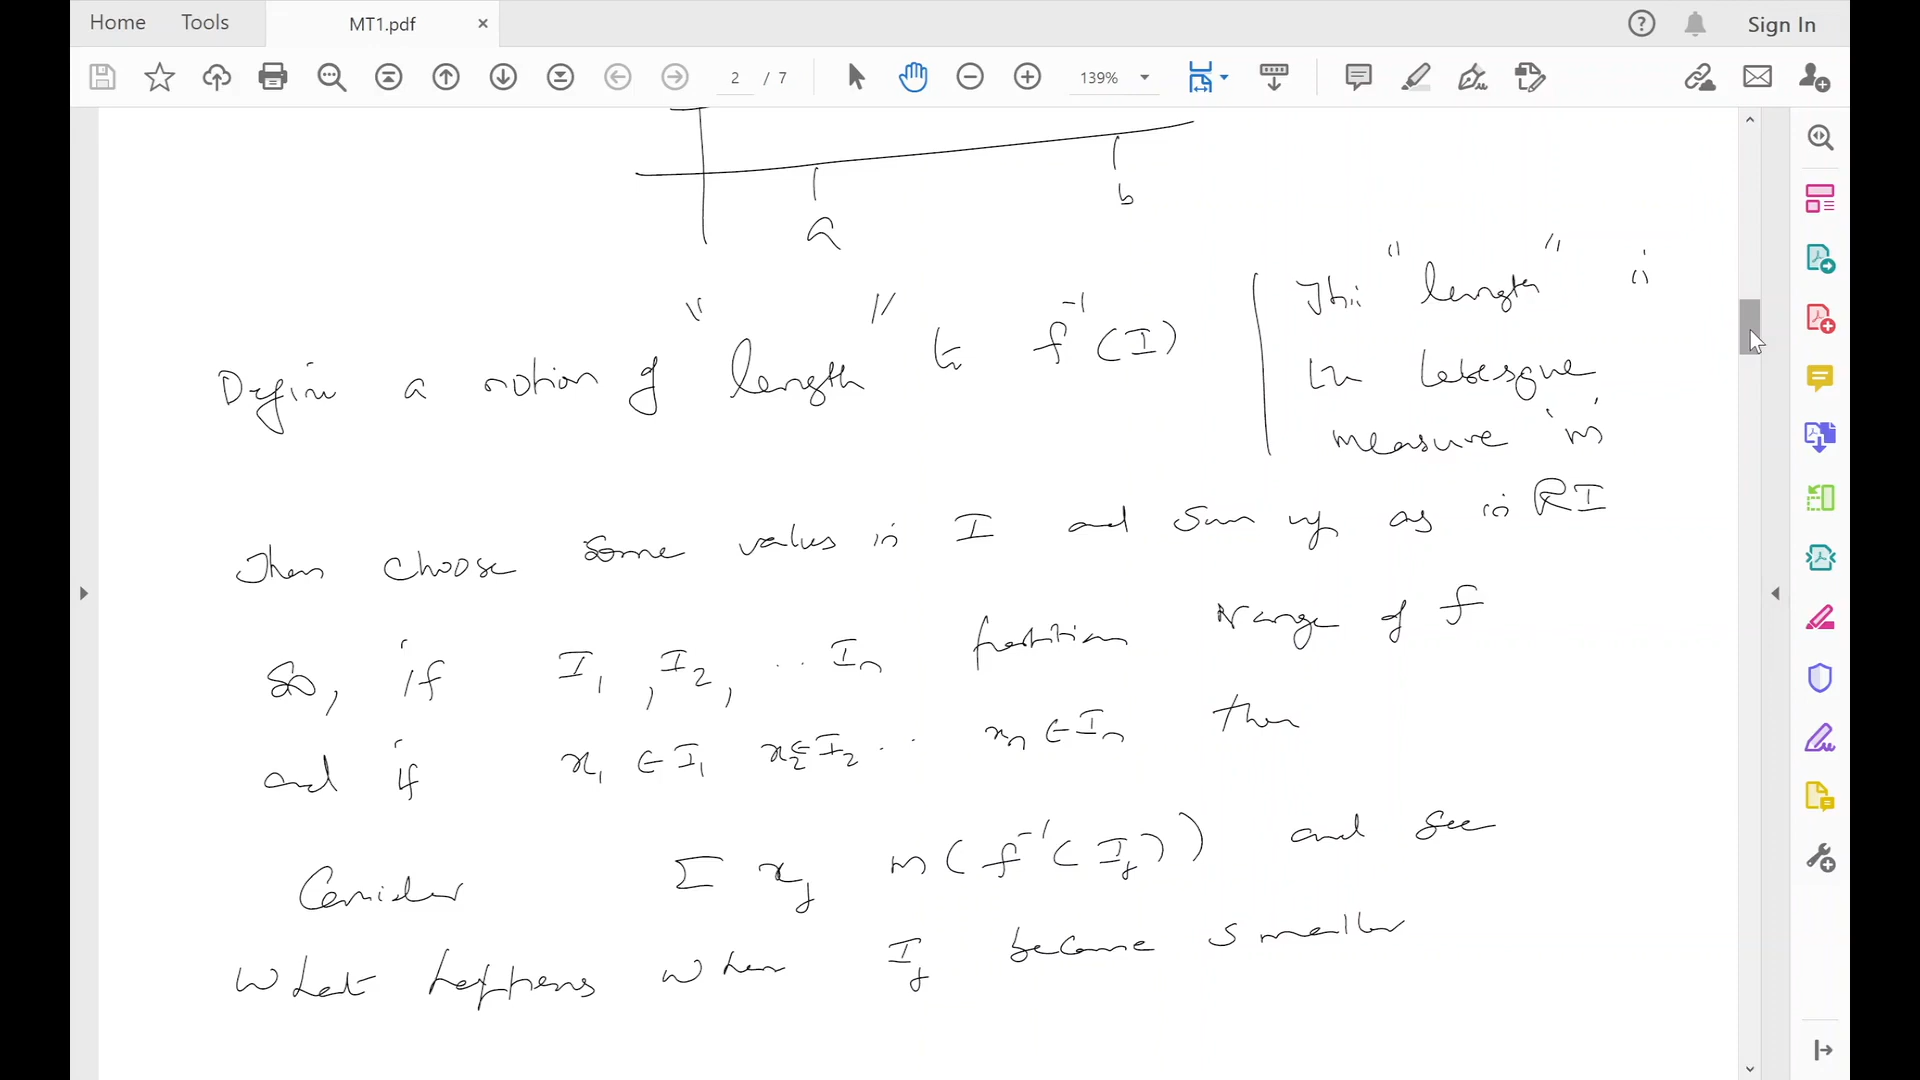 Home Tools MT1.pdf × Sign In
2 / 7 139%
a b
Define a notion of "length" to f⁻¹(I)
This "length" is
the lebesgue
measure 'm'
Then choose some values in I and sum up as in RI
So, if I₁, I₂, .. Iₙ partition range of f
and if x₁ ∈ I₁ x₂ ∈ I₂ .. xₙ ∈ Iₙ then
Consider Σ xⱼ m(f⁻¹(Iⱼ)) and see
what happens when Iⱼ become smaller